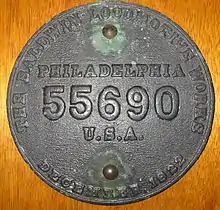 THE BALDWIN LOCOMOTIVE WORKS
PHILADELPHIA
55690
U.S.A.
DECEMBER, 1922